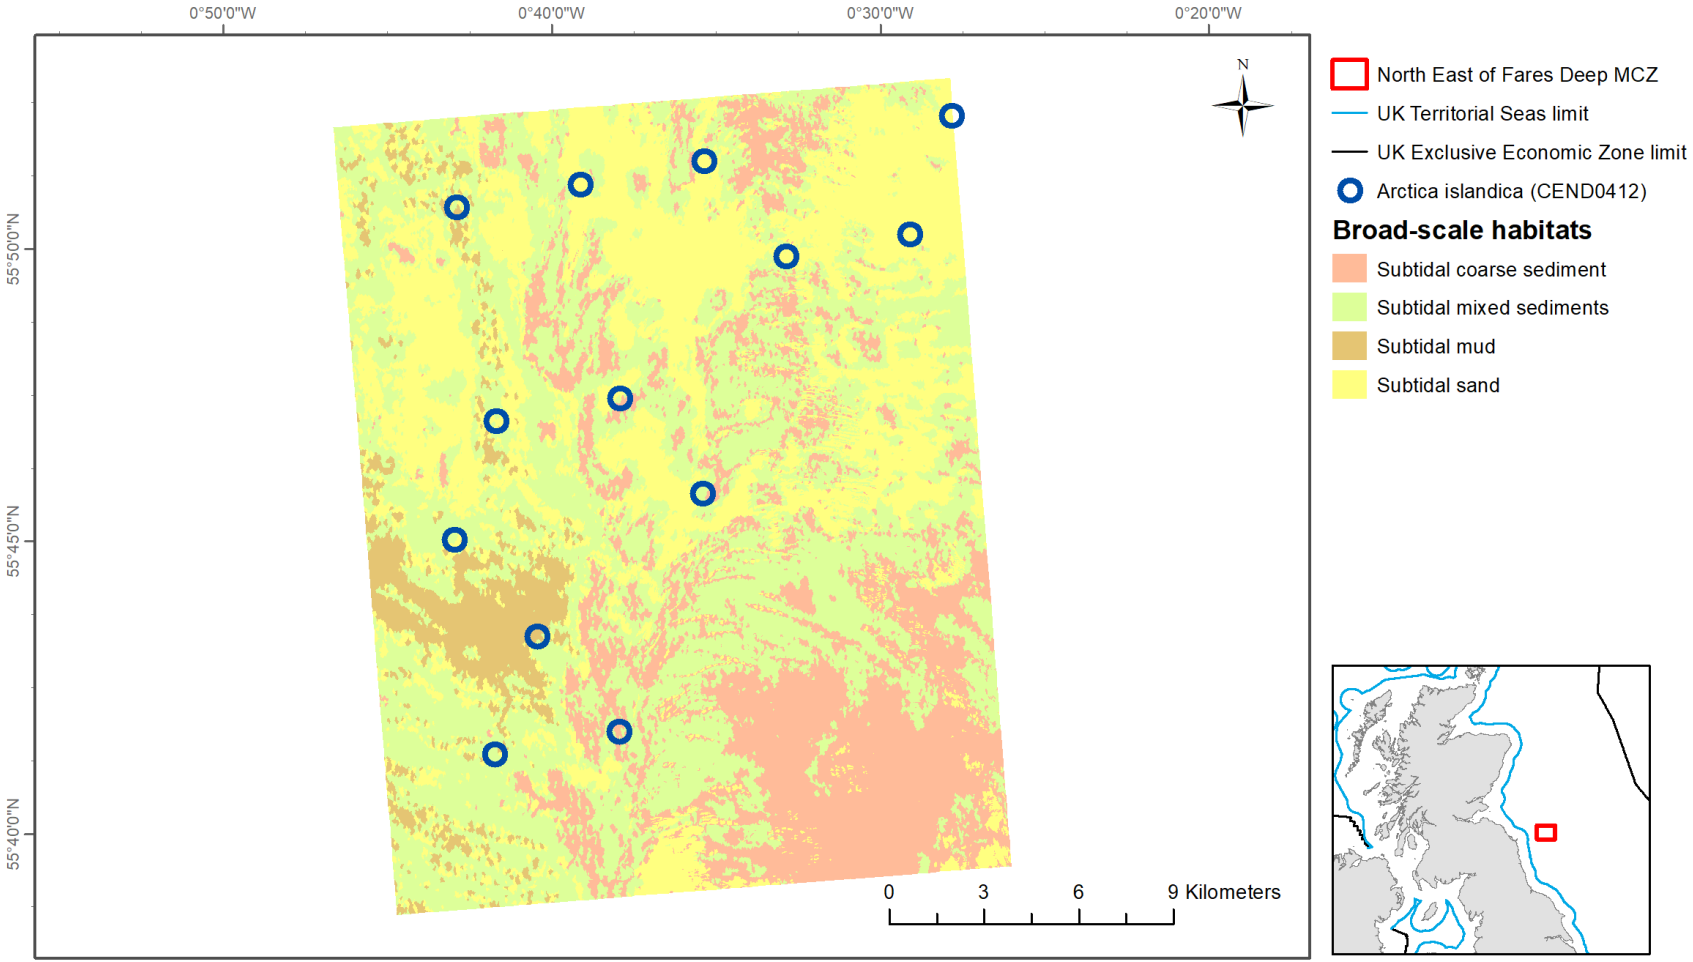 0°50'0"W 0°40'0"W 0°30'0"W 0°20'0"W
N
55°50'0"N
55°45'0"N
55°40'0"N
0 3 6 9 Kilometers
North East of Fares Deep MCZ
UK Territorial Seas limit
UK Exclusive Economic Zone limit
Arctica islandica (CEND0412)
Broad-scale habitats
Subtidal coarse sediment
Subtidal mixed sediments
Subtidal mud
Subtidal sand